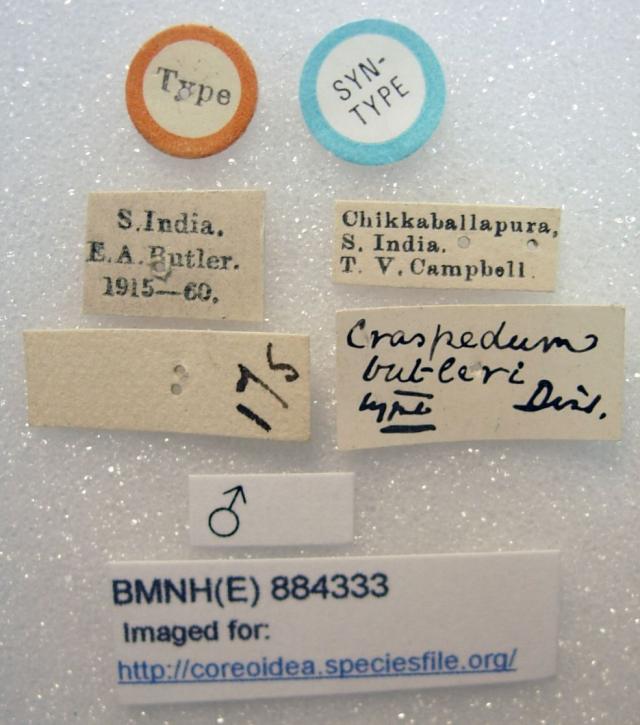 Type
SYN-
TYPE
S. India.
E. A. Butler.
1915—60.
Chikkaballapura,
S. India.
T. V. Campbell.
175
Craspedum
butleri
type Dist.
♂
BMNH(E) 884333
Imaged for:
http://coreoidea.speciesfile.org/